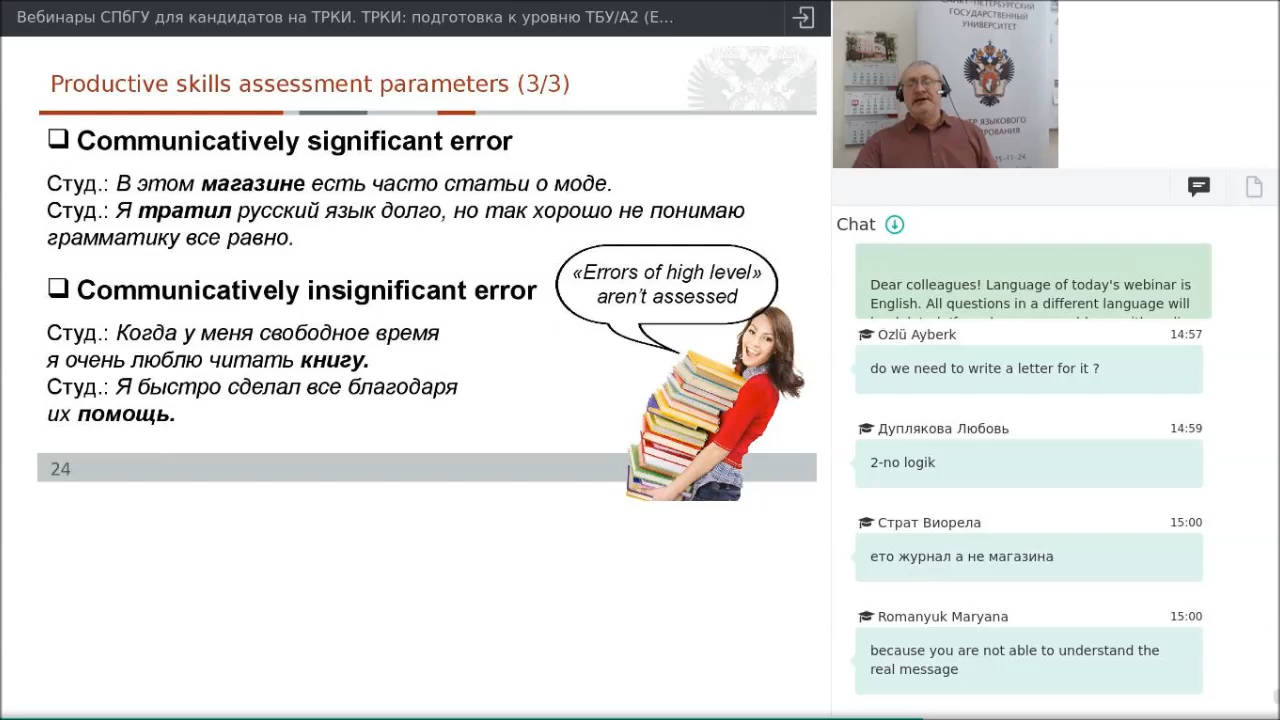 Вебинары СПбГУ для кандидатов на ТРКИ. ТРКИ: подготовка к уровню ТБУ/А2 (Е...
Productive skills assessment parameters (3/3)
Communicatively significant error
Студ.: В этом магазине есть часто статьи о моде.
Студ.: Я тратил русский язык долго, но так хорошо не понимаю
грамматику все равно.
«Errors of high level»
aren't assessed
Communicatively insignificant error
Студ.: Когда у меня свободное время
я очень люблю читать книгу.
Студ.: Я быстро сделал все благодаря
их помощь.
24
ГОСУДАРСТВЕННЫЙ
УНИВЕРСИТЕТ
ЯЗЫКОВОГО
Chat
Dear colleagues! Language of today's webinar is
English. All questions in a different language will
Ozlü Ayberk 14:57
do we need to write a letter for it ?
Дуплякова Любовь 14:59
2-no logik
Страт Виорела 15:00
ето журнал а не магазина
Romanyuk Maryana 15:00
because you are not able to understand the
real message